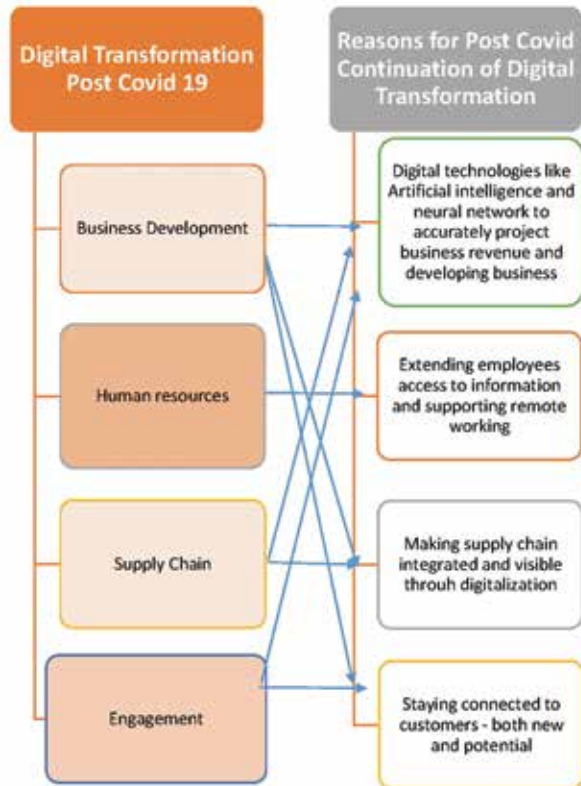 Digital Transformation
Post Covid 19
Business Development
Human resources
Supply Chain
Engagement
Reasons for Post Covid
Continuation of Digital
Transformation
Digital technologies like
Artificial intelligence and
neural network to
accurately project
business revenue and
developing business
Extending employees
access to information
and supporting remote
working
Making supply chain
integrated and visible
throuh digitalization
Staying connected to
customers - both new
and potential